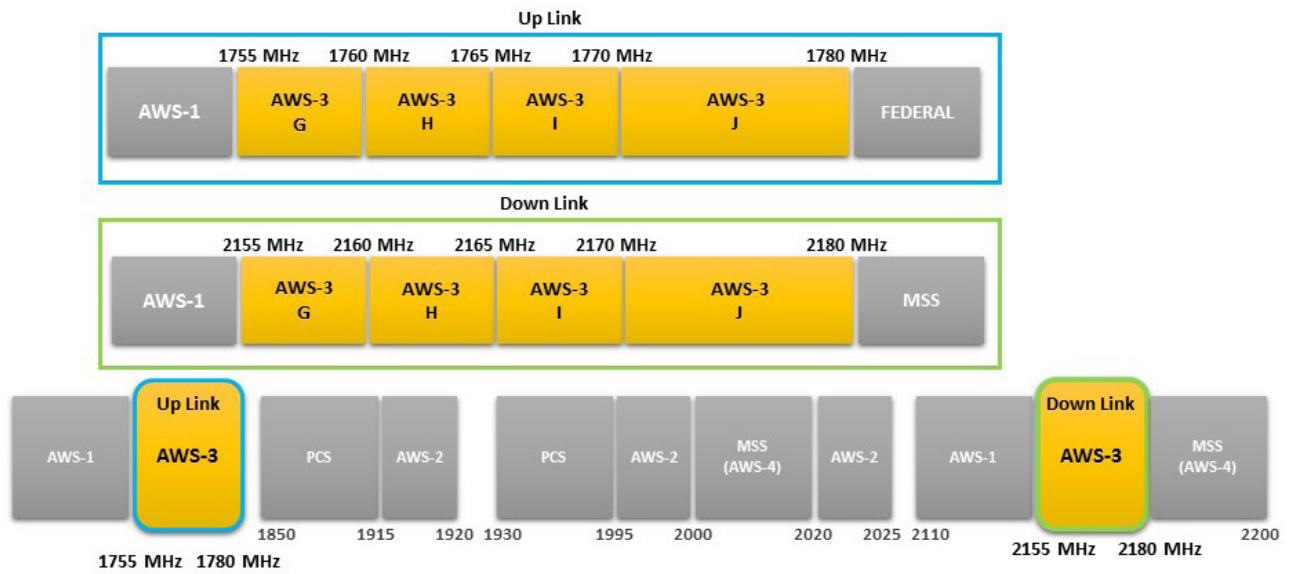 Up Link
1755 MHz 1760 MHz 1765 MHz 1770 MHz 1780 MHz
AWS-1 AWS-3 G AWS-3 H AWS-3 I AWS-3 J FEDERAL
Down Link
2155 MHz 2160 MHz 2165 MHz 2170 MHz 2180 MHz
AWS-1 AWS-3 G AWS-3 H AWS-3 I AWS-3 J MSS
Up Link Down Link
AWS-1 AWS-3 PCS AWS-2 PCS AWS-2 MSS (AWS-4) AWS-2 AWS-1 AWS-3 MSS (AWS-4)
1850 1915 1920 1930 1995 2000 2020 2025 2110 2200
1755 MHz 1780 MHz 2155 MHz 2180 MHz